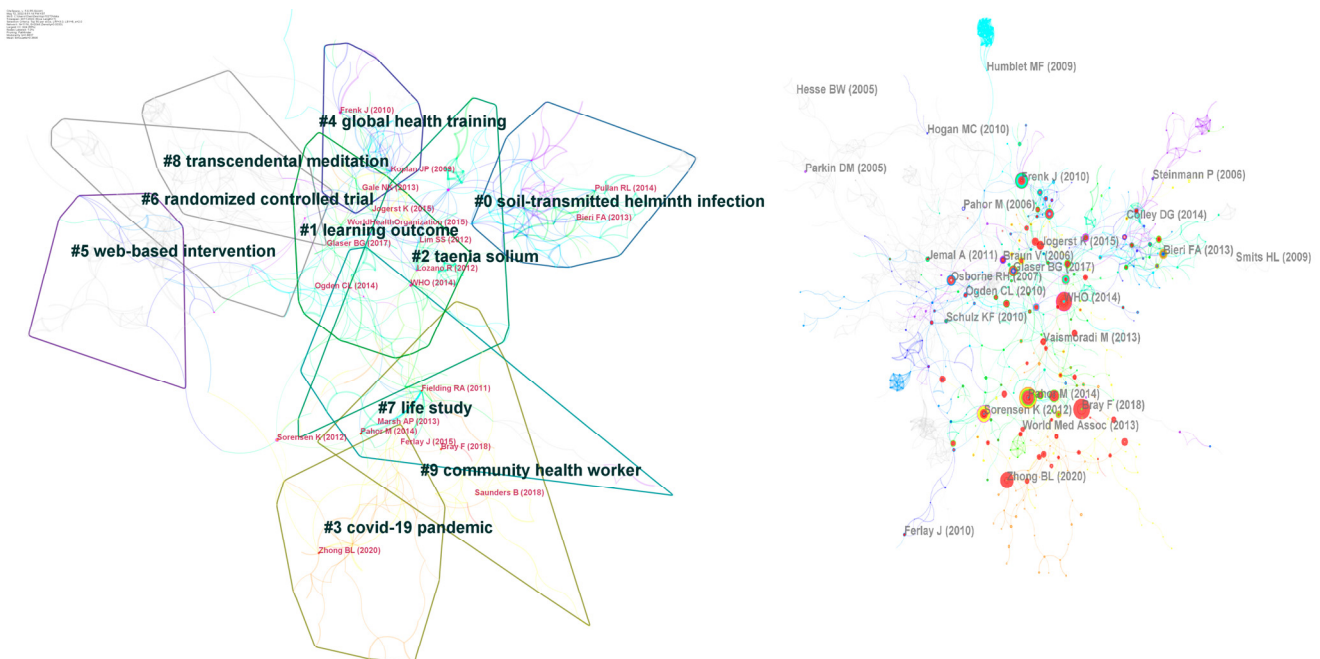 Frenk J (2010)
#4 global health training
#8 transcendental meditation
Gale NK (2013)
Pullan RL (2014)
#6 randomized controlled trial
#0 soil-transmitted helminth infection
Jogerst K (2015)
Bieri FA (2013)
WorldHealthOrganization (2015)
#1 learning outcome
Glaser BG (2017)
Lim SS (2012)
#5 web-based intervention
#2 taenia solium
Lozano R (2012)
Ogden CL (2014)
WHO (2014)
Fielding RA (2011)
#7 life study
Marsh AP (2013)
Pahor M (2014)
Sorensen K (2012)
Ferlay J (2015)
Bray F (2018)
#9 community health worker
Saunders B (2018)
#3 covid-19 pandemic
Zhong BL (2020)
Humblet MF (2009)
Hesse BW (2005)
Hogan MC (2010)
Parkin DM (2005)
Frenk J (2010)
Steinmann P (2006)
Pahor M (2006)
Colley DG (2014)
Jogerst K (2015)
Bieri FA (2013)
Jemal A (2011)
Braun V (2006)
Smits HL (2009)
Glaser BG (2017)
Osborne RH (2007)
Ogden CL (2010)
WHO (2014)
Schulz KF (2010)
Vaismoradi M (2013)
Pahor M (2014)
Sorensen K (2012)
Bray F (2018)
World Med Assoc (2013)
Zhong BL (2020)
Ferlay J (2010)